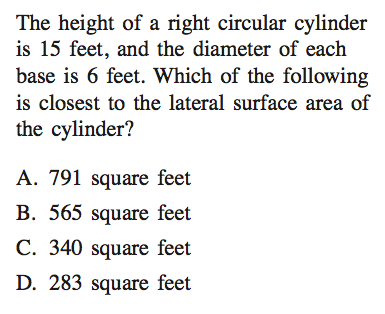 The height of a right circular cylinder
is 15 feet, and the diameter of each
base is 6 feet. Which of the following
is closest to the lateral surface area of
the cylinder?
A. 791 square feet
B. 565 square feet
C. 340 square feet
D. 283 square feet